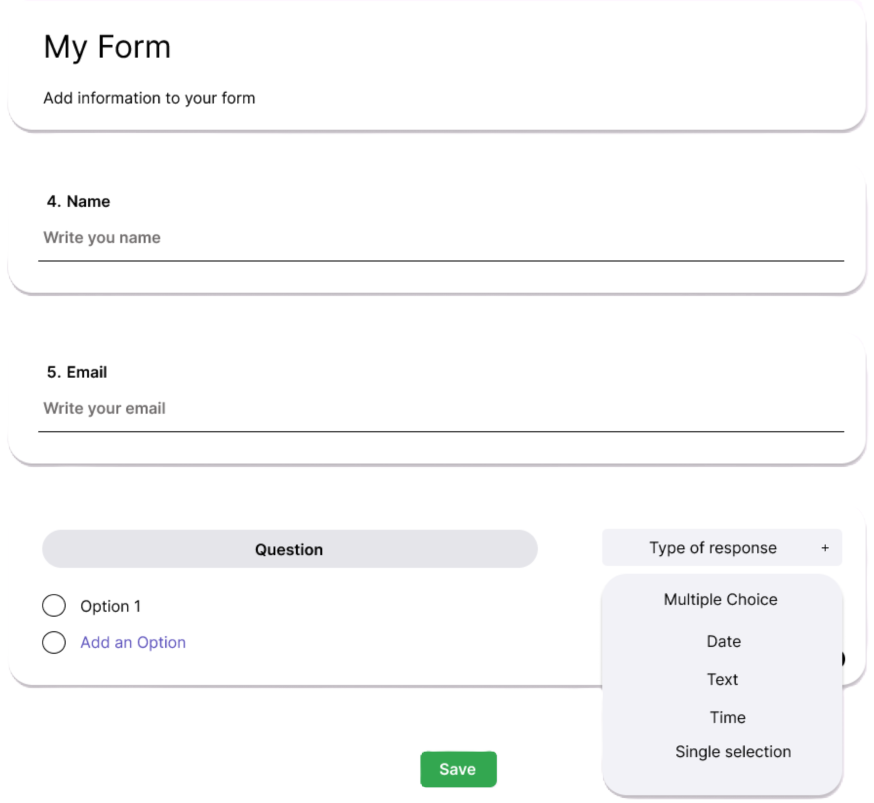 My Form
Add information to your form
4. Name
Write you name
5. Email
Write your email
Question
Type of response +
Option 1
Add an Option
Multiple Choice
Date
Text
Time
Single selection
Save